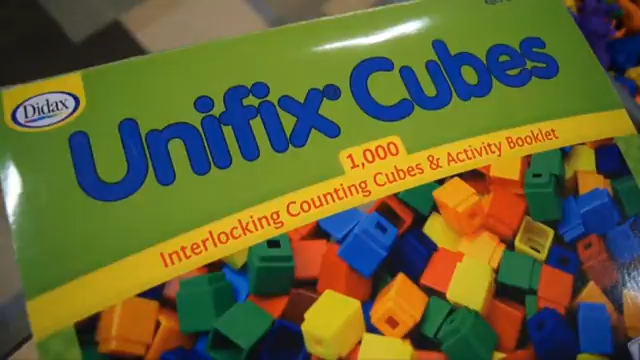 Didax
Unifix® Cubes
1,000
Interlocking Counting Cubes & Activity Booklet